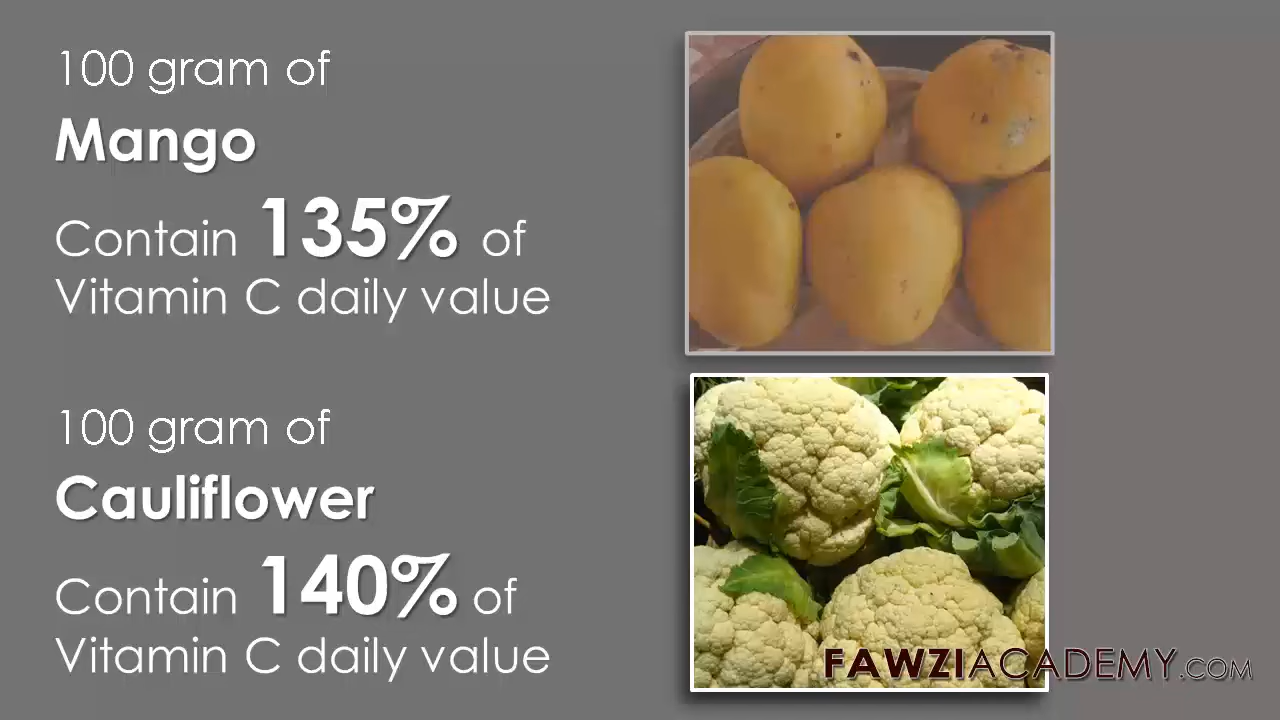 100 gram of
Mango
Contain 135% of
Vitamin C daily value
100 gram of
Cauliflower
Contain 140% of
Vitamin C daily value
FAWZIACADEMY.COM